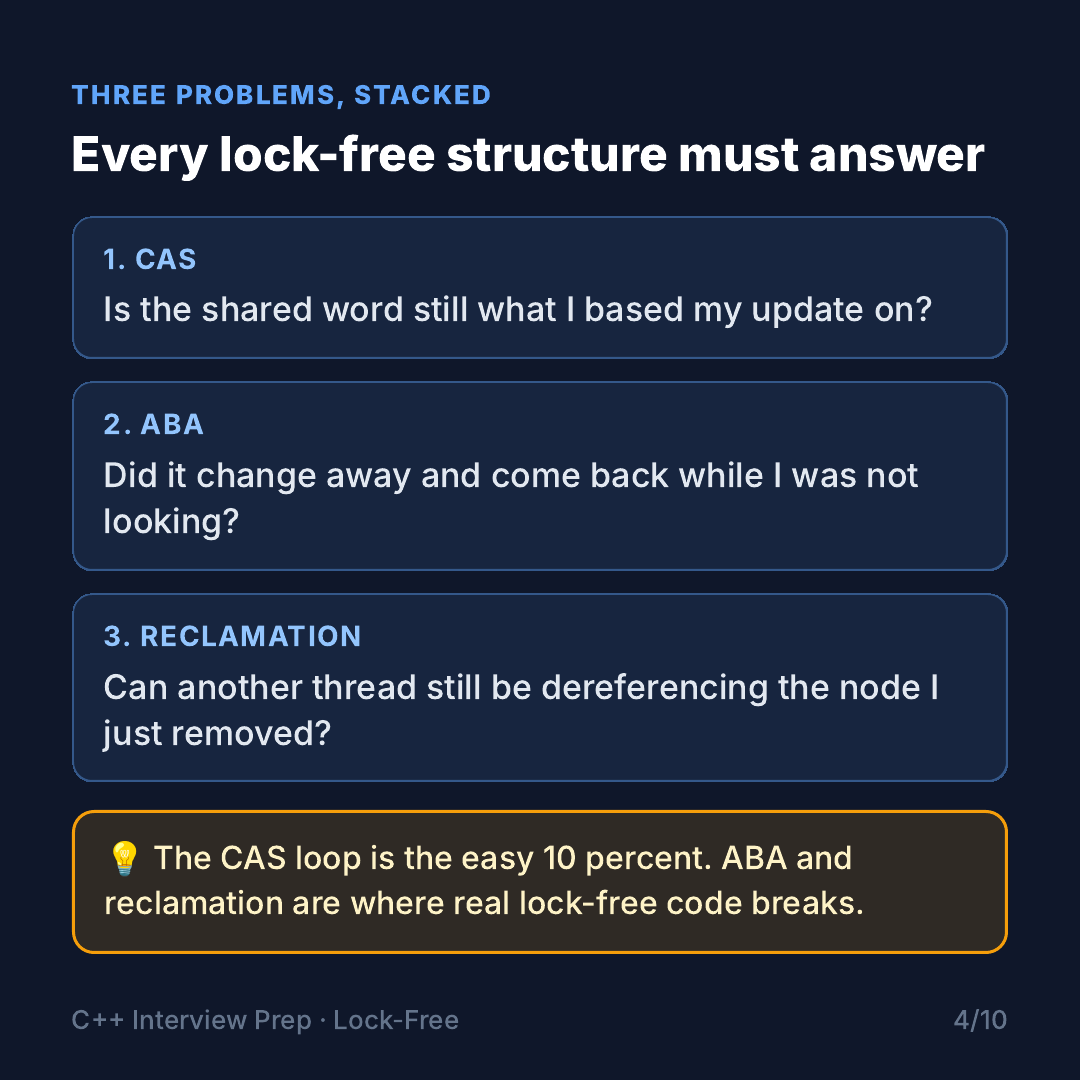 THREE PROBLEMS, STACKED
Every lock-free structure must answer
1. CAS
Is the shared word still what I based my update on?
2. ABA
Did it change away and come back while I was not
looking?
3. RECLAMATION
Can another thread still be dereferencing the node I
just removed?
💡 The CAS loop is the easy 10 percent. ABA and
reclamation are where real lock-free code breaks.
C++ Interview Prep · Lock-Free
4/10